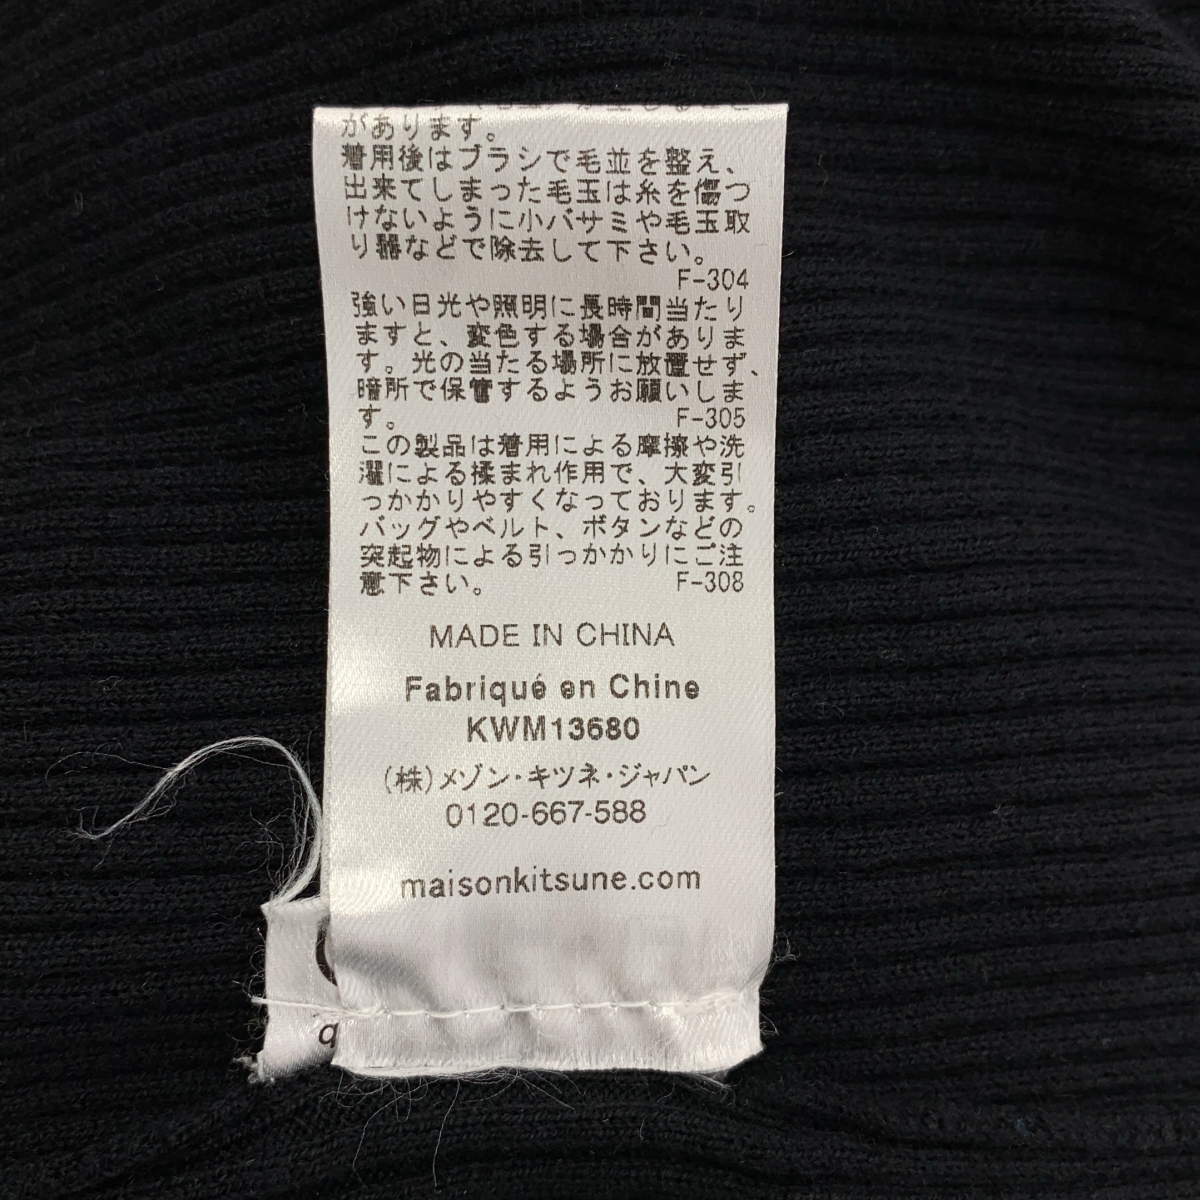 があります。
着用後はブラシで毛並を整え、
出来てしまった毛玉は糸を傷つ
けないように小バサミや毛玉取
り器などで除去して下さい。
F-304
強い日光や照明に長時間当たり
ますと、変色する場合がありま
す。光の当たる場所に放置せず、
暗所で保管するようお願いしま
す。 F-305
この製品は着用による摩擦や洗
濯による揉まれ作用で、大変引
っかかりやすくなっております。
バッグやベルト、ボタンなどの
突起物による引っかかりにご注
意下さい。 F-308
MADE IN CHINA
Fabriqué en Chine
KWM13680
(株)メゾン・キツネ・ジャパン
0120-667-588
maisonkitsune.com